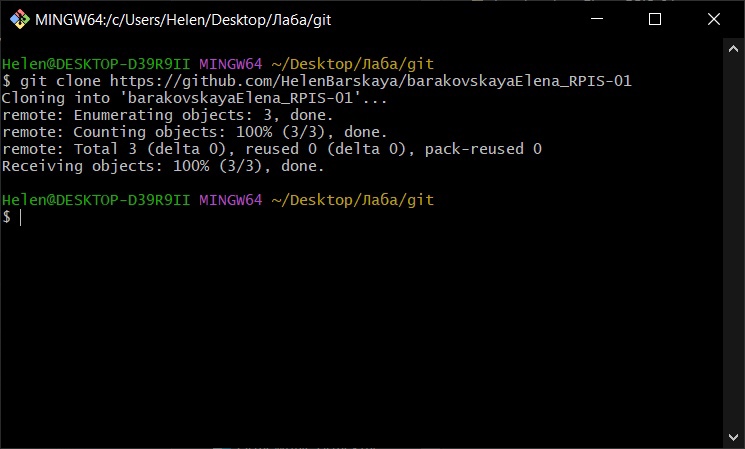 MINGW64:/c/Users/Helen/Desktop/Лаба/git
Helen@DESKTOP-D39R9II MINGW64 ~/Desktop/Лаба/git
$ git clone https://github.com/HelenBarskaya/barakovskayaElena_RPIS-01
Cloning into 'barakovskayaElena_RPIS-01'...
remote: Enumerating objects: 3, done.
remote: Counting objects: 100% (3/3), done.
remote: Total 3 (delta 0), reused 0 (delta 0), pack-reused 0
Receiving objects: 100% (3/3), done.
Helen@DESKTOP-D39R9II MINGW64 ~/Desktop/Лаба/git
$